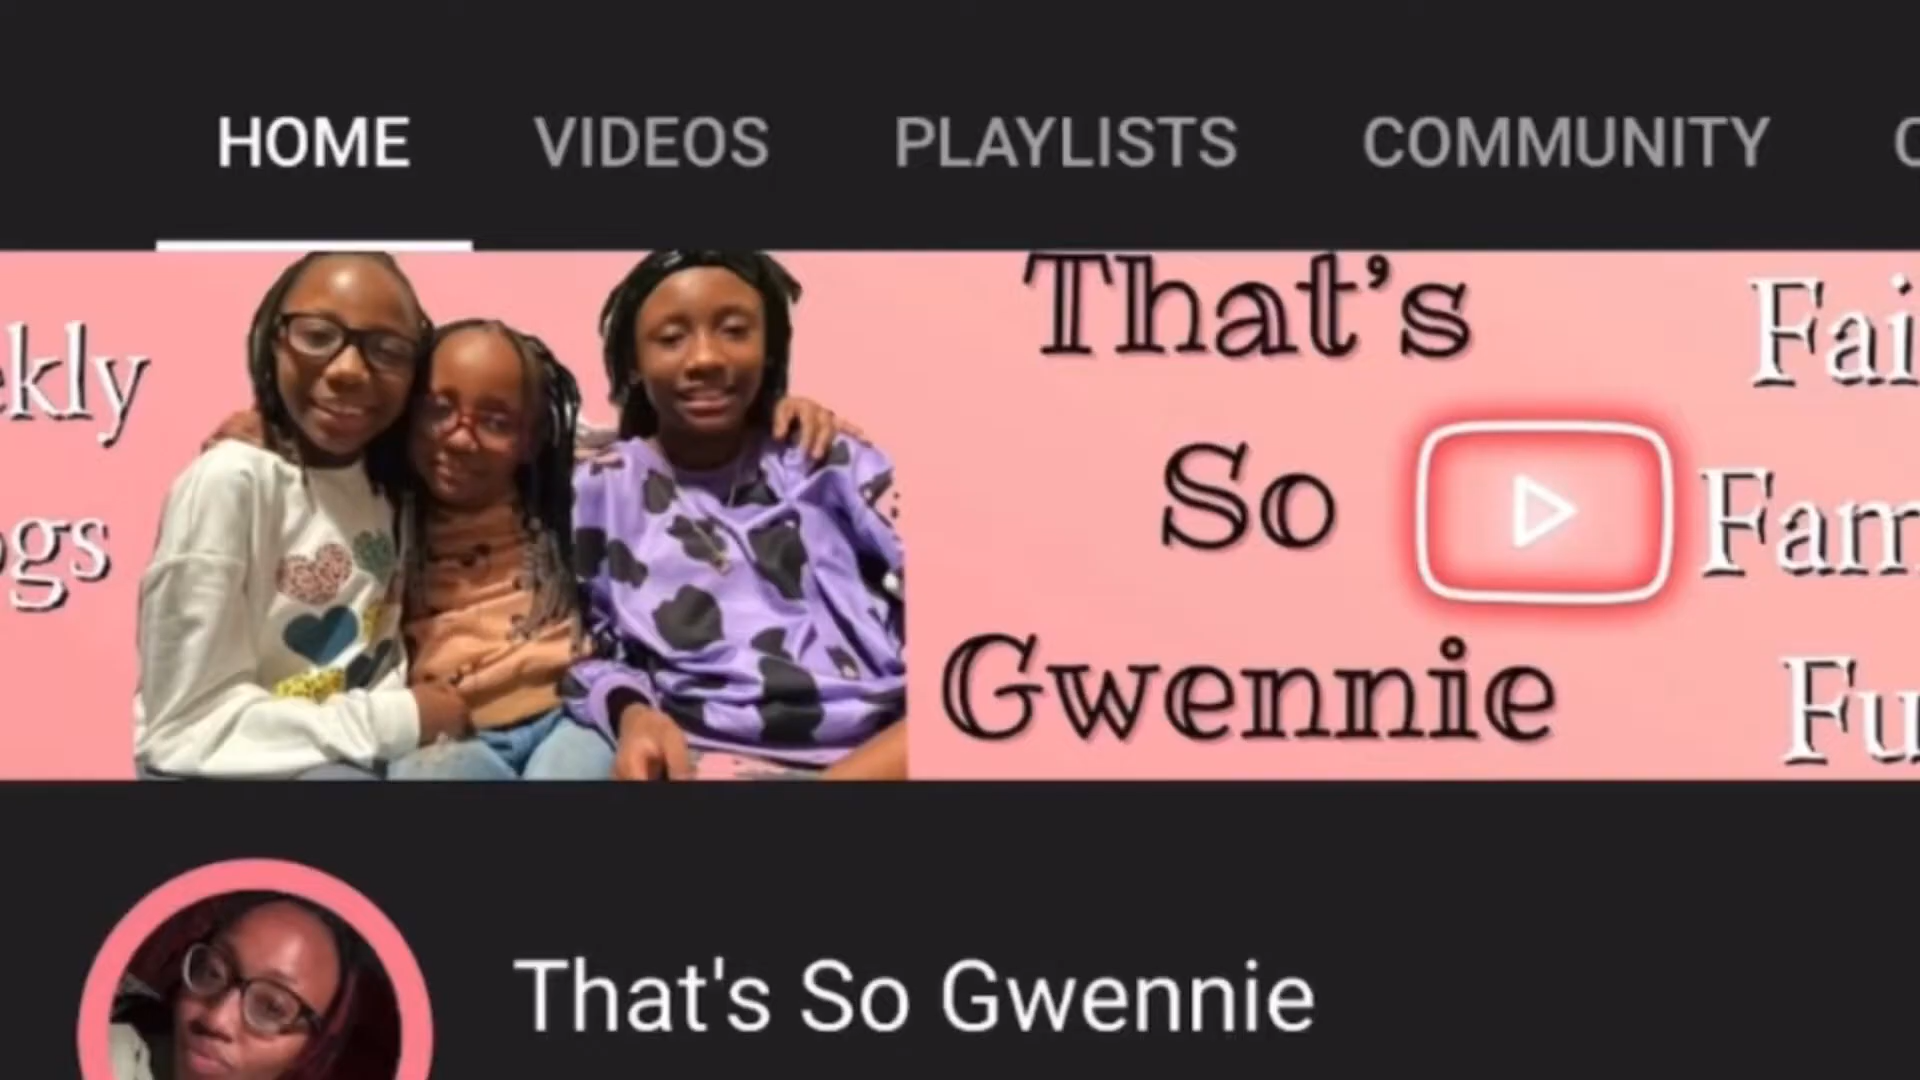 HOME VIDEOS PLAYLISTS COMMUNITY
That's
So
Gwennie
That's So Gwennie